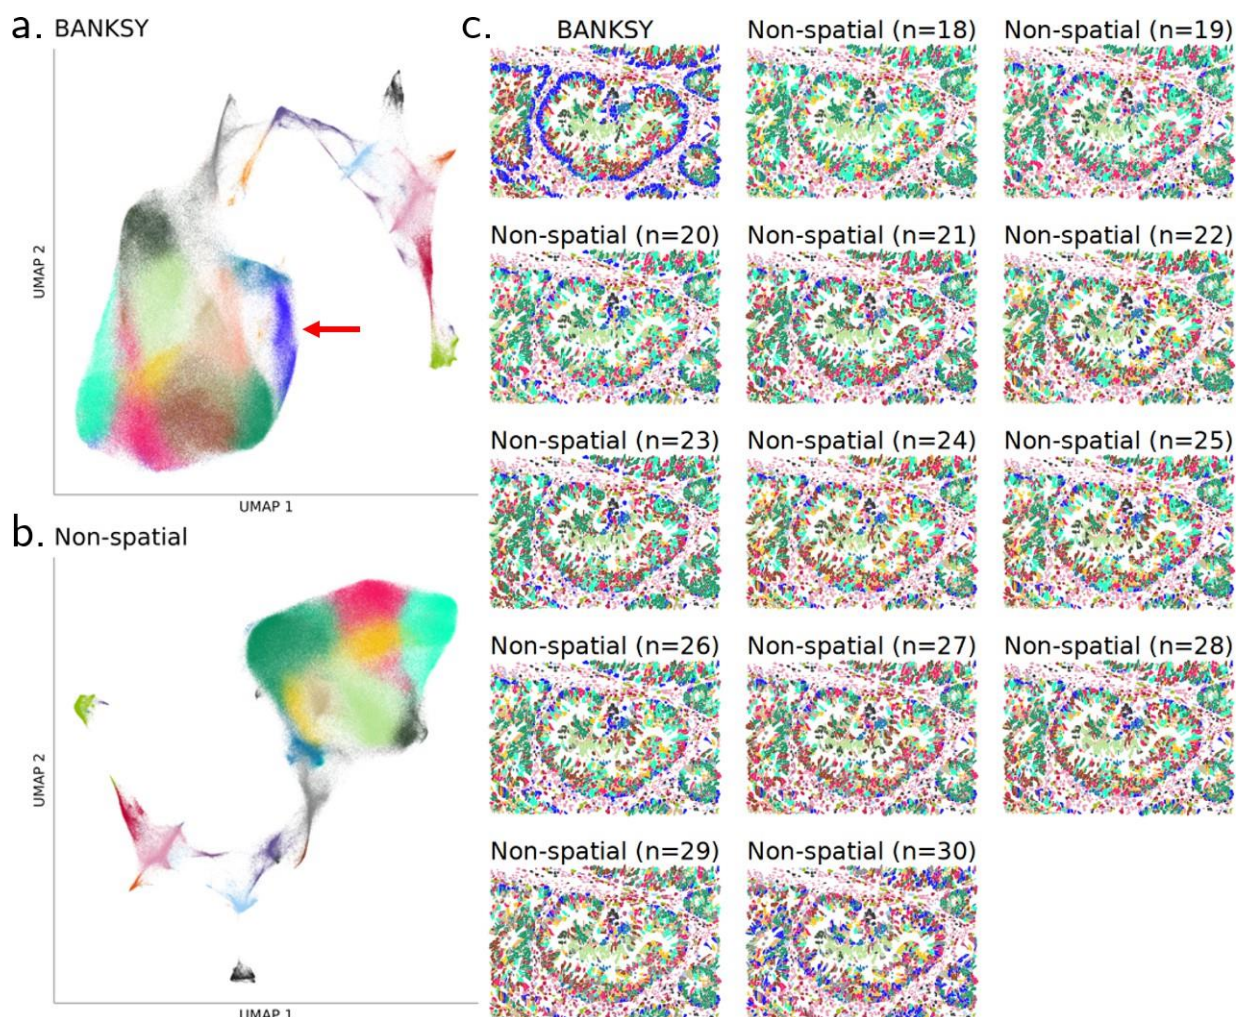 a. BANKSY
UMAP 2
UMAP 1
b. Non-spatial
UMAP 2
UMAP 1
c.
BANKSY
Non-spatial (n=18)
Non-spatial (n=19)
Non-spatial (n=20)
Non-spatial (n=21)
Non-spatial (n=22)
Non-spatial (n=23)
Non-spatial (n=24)
Non-spatial (n=25)
Non-spatial (n=26)
Non-spatial (n=27)
Non-spatial (n=28)
Non-spatial (n=29)
Non-spatial (n=30)